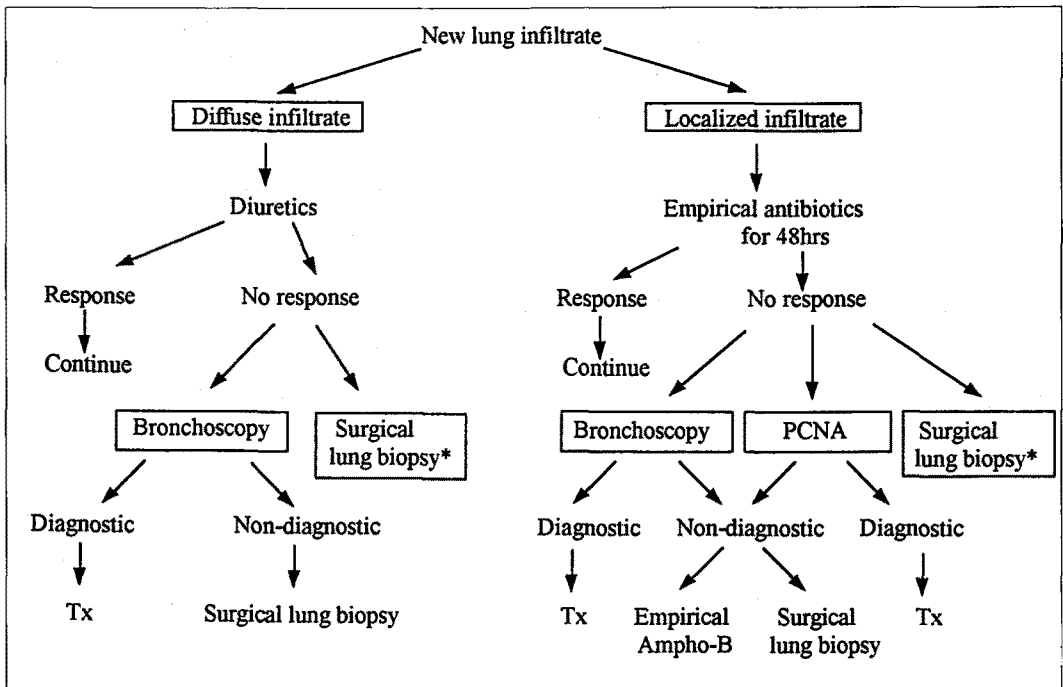 New lung infiltrate
Diffuse infiltrate
Localized infiltrate
Diuretics
Empirical antibiotics
for 48hrs
Response
No response
Response
No response
Continue
Continue
Bronchoscopy
Surgical
lung biopsy*
Bronchoscopy
PCNA
Surgical
lung biopsy*
Diagnostic
Non-diagnostic
Diagnostic
Non-diagnostic
Diagnostic
Tx
Surgical lung biopsy
Tx
Empirical
Ampho-B
Surgical
lung biopsy
Tx